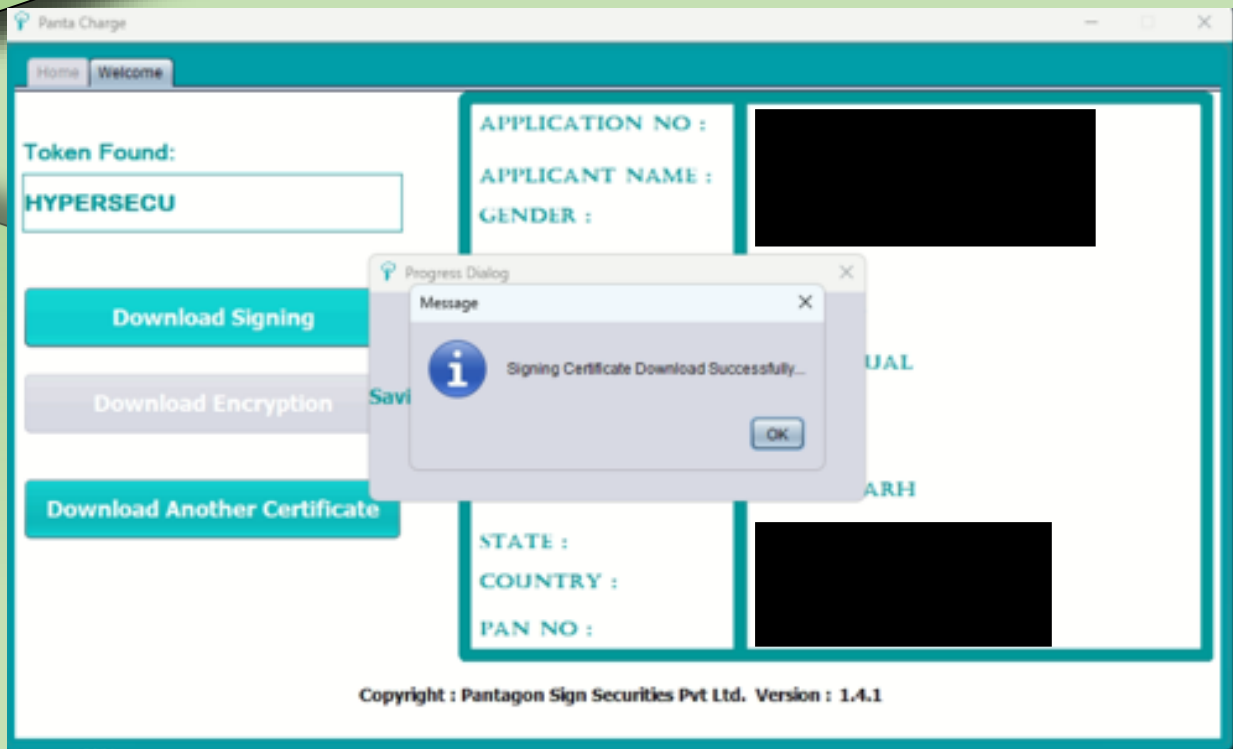 Panta Charge
Home
Welcome
Token Found:
HYPERSECU
Download Signing
Download Encryption
Download Another Certificate
APPLICATION NO :
APPLICANT NAME :
GENDER :
Progress Dialog
Message
Signing Certificate Download Successfully...
OK
Savi
UAL
ARH
STATE :
COUNTRY :
PAN NO :
Copyright : Pantagon Sign Securities Pvt Ltd. Version : 1.4.1